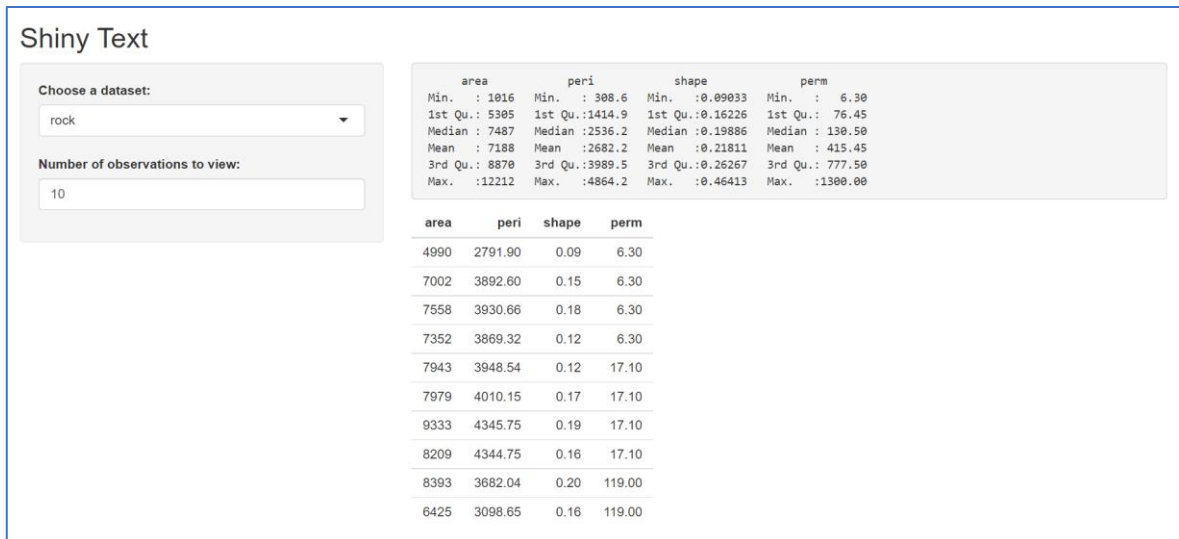 Shiny Text
Choose a dataset:
rock
Number of observations to view:
10
area peri shape perm
Min. : 1016 Min. : 308.6 Min. :0.09033 Min. : 6.30
1st Qu.: 5305 1st Qu.:1414.9 1st Qu.:0.16226 1st Qu.: 76.45
Median : 7487 Median :2536.2 Median :0.19886 Median : 130.50
Mean : 7188 Mean :2682.2 Mean :0.21811 Mean : 415.45
3rd Qu.: 8870 3rd Qu.:3989.5 3rd Qu.:0.26267 3rd Qu.: 777.50
Max. :12212 Max. :4864.2 Max. :0.46413 Max. :1300.00
area peri shape perm
4990 2791.90 0.09 6.30
7002 3892.60 0.15 6.30
7558 3930.66 0.18 6.30
7352 3869.32 0.12 6.30
7943 3948.54 0.12 17.10
7979 4010.15 0.17 17.10
9333 4345.75 0.19 17.10
8209 4344.75 0.16 17.10
8393 3682.04 0.20 119.00
6425 3098.65 0.16 119.00